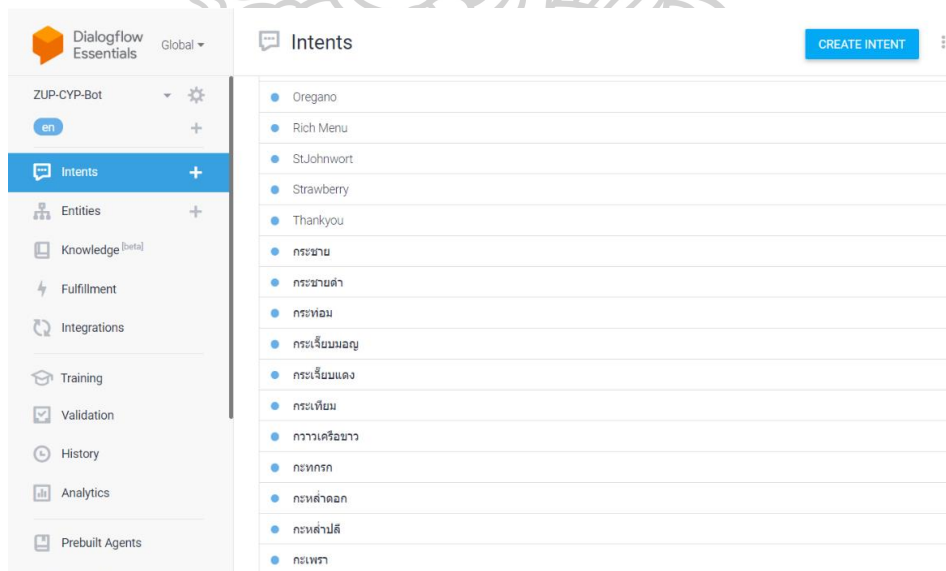 Dialogflow
Essentials
Global
Intents
CREATE INTENT
ZUP-CYP-Bot
en
Intents
Entities
Knowledge [beta]
Fulfillment
Integrations
Training
Validation
History
Analytics
Prebuilt Agents
Oregano
Rich Menu
StJohnwort
Strawberry
Thankyou
กระชาย
กระชายดำ
กระท่อม
กระเจี๊ยบมอญ
กระเจี๊ยบแดง
กระเทียม
กวาวเครือขาว
กะทกรก
กะหล่ำดอก
กะหล่ำปลี
กะเพรา